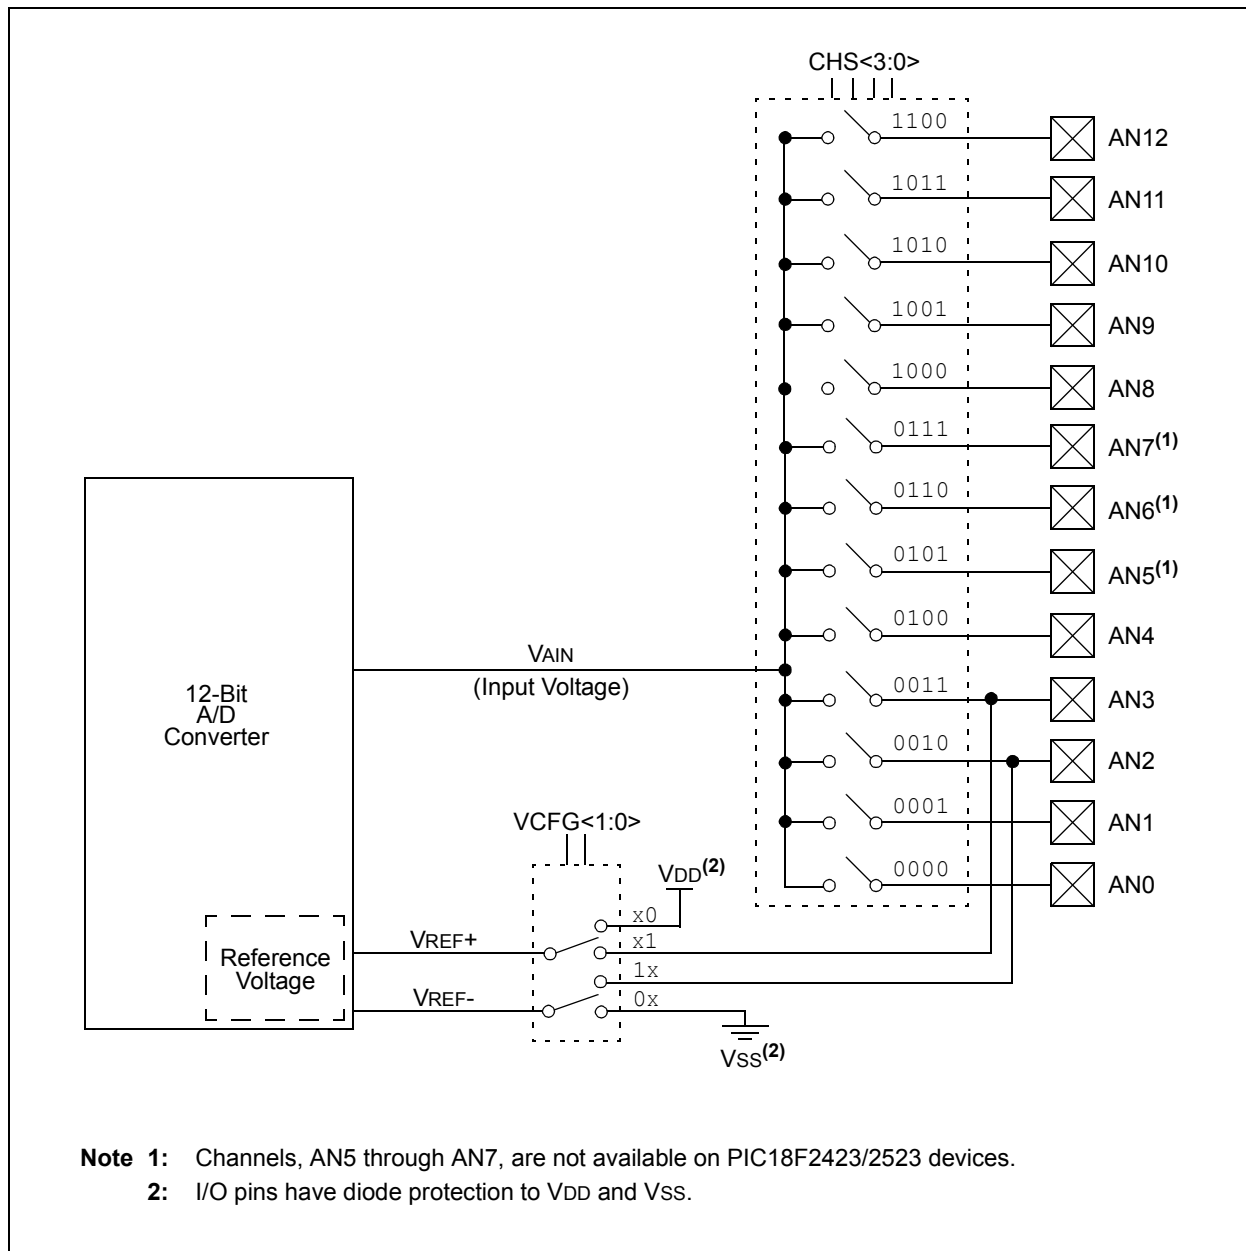 CHS<3:0>
1100
AN12
1011
AN11
1010
AN10
1001
AN9
1000
AN8
0111
AN7(1)
0110
AN6(1)
0101
AN5(1)
0100
AN4
VAIN
(Input Voltage)
12-Bit
A/D
Converter
0011
AN3
0010
AN2
0001
AN1
0000
AN0
VCFG<1:0>
VDD(2)
x0
x1
1x
0x
VREF+
Reference
Voltage
VREF-
VSS(2)
Note 1: Channels, AN5 through AN7, are not available on PIC18F2423/2523 devices.
2: I/O pins have diode protection to VDD and VSS.